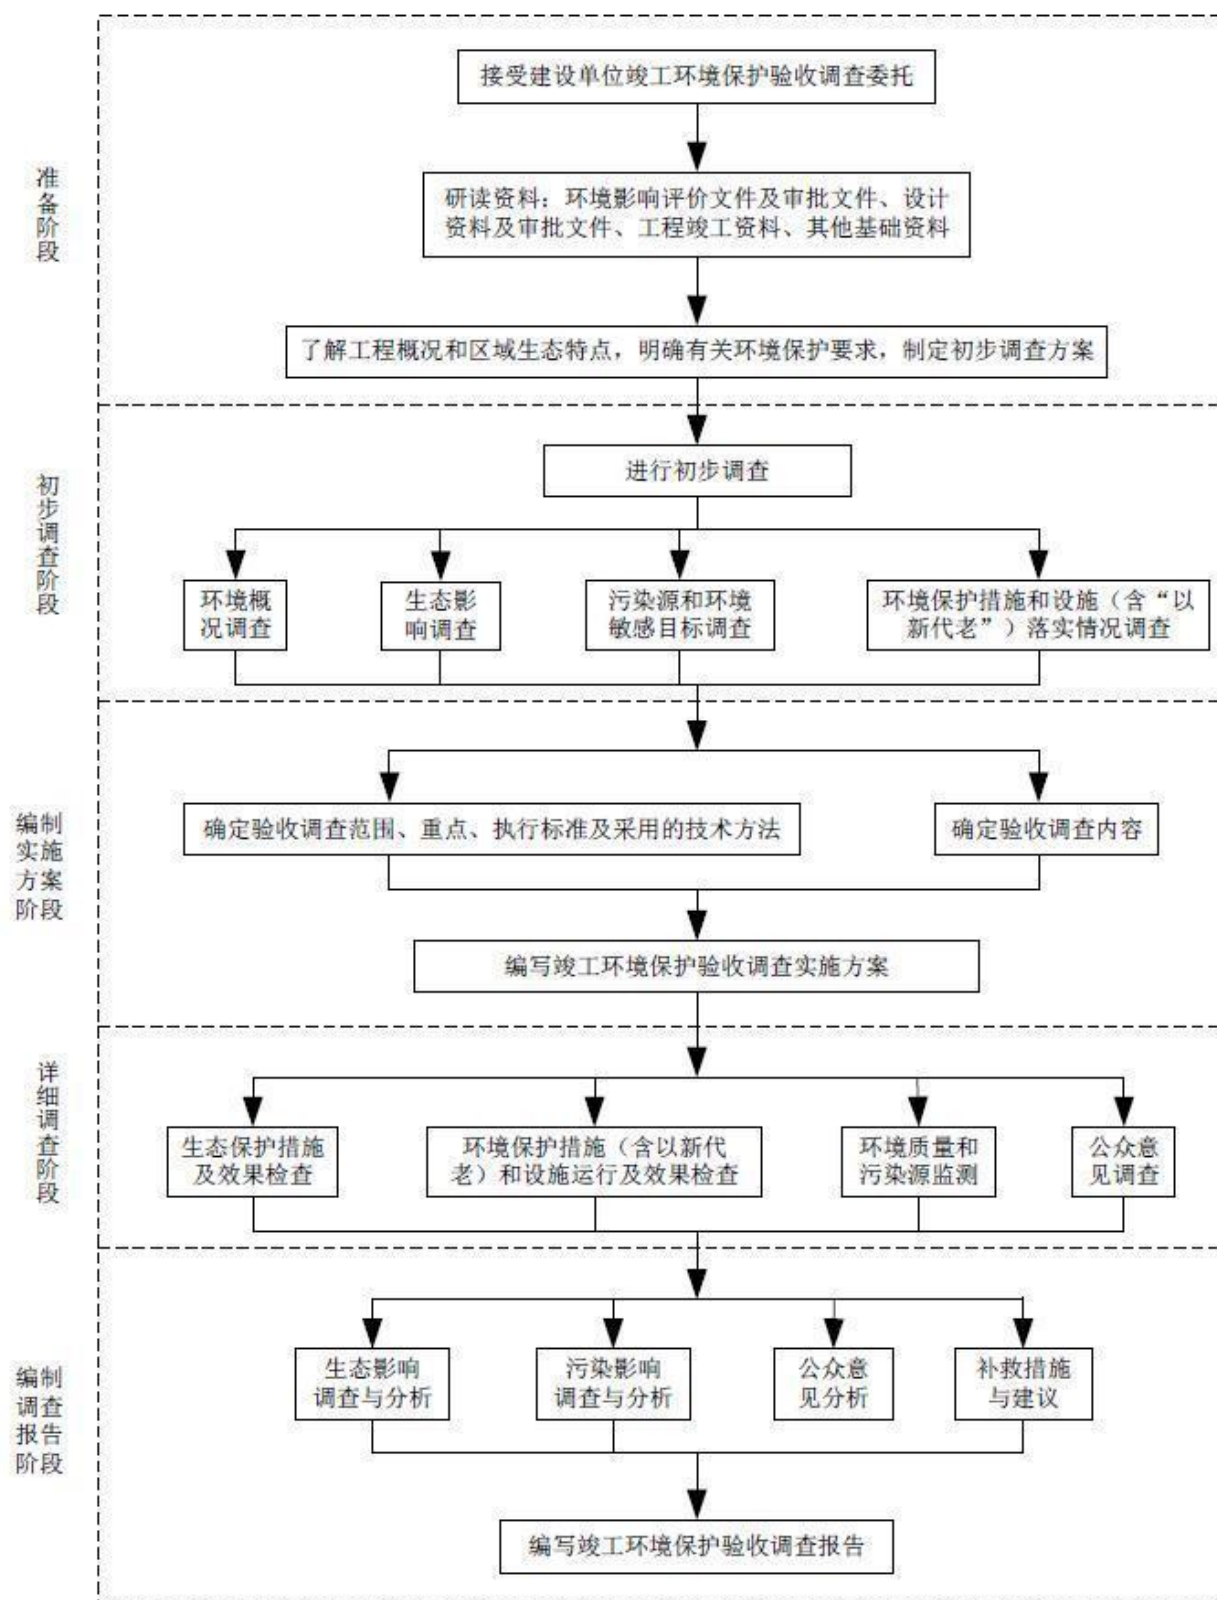 准备阶段
接受建设单位竣工环境保护验收调查委托
研读资料：环境影响评价文件及审批文件、设计
资料及审批文件、工程竣工资料、其他基础资料
了解工程概况和区域生态特点，明确有关环境保护要求，制定初步调查方案
初步调查阶段
进行初步调查
环境概
况调查
生态影
响调查
污染源和环境
敏感目标调查
环境保护措施和设施（含“以
新代老”）落实情况调查
编制
实施
方案
阶段
确定验收调查范围、重点、执行标准及采用的技术方法
确定验收调查内容
编写竣工环境保护验收调查实施方案
详细调查阶段
生态保护措施
及效果检查
环境保护措施（含以新代
老）和设施运行及效果检查
环境质量和
污染源监测
公众意
见调查
编制
调查
报告
阶段
生态影响
调查与分析
污染影响
调查与分析
公众意
见分析
补救措施
与建议
编写竣工环境保护验收调查报告